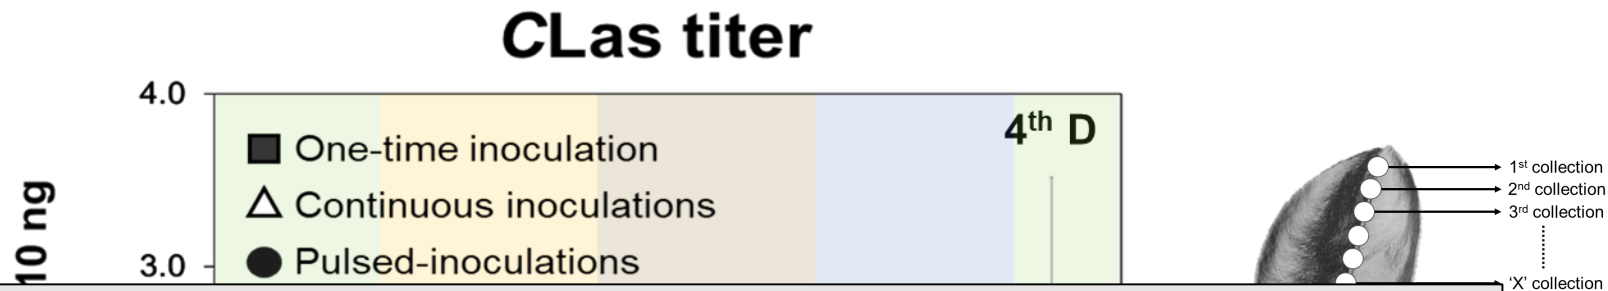 CLas titer
4.0
4th D
One-time inoculation
Continuous inoculations
Pulsed-inoculations
3.0
10 ng
1st collection
2nd collection
3rd collection
'X' collection